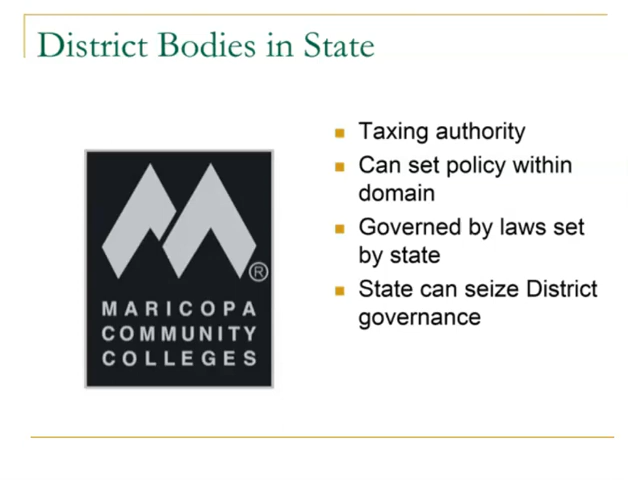 District Bodies in State
Taxing authority
Can set policy within
domain
Governed by laws set
by state
State can seize District
governance
®
MARICOPA
COMMUNITY
COLLEGES